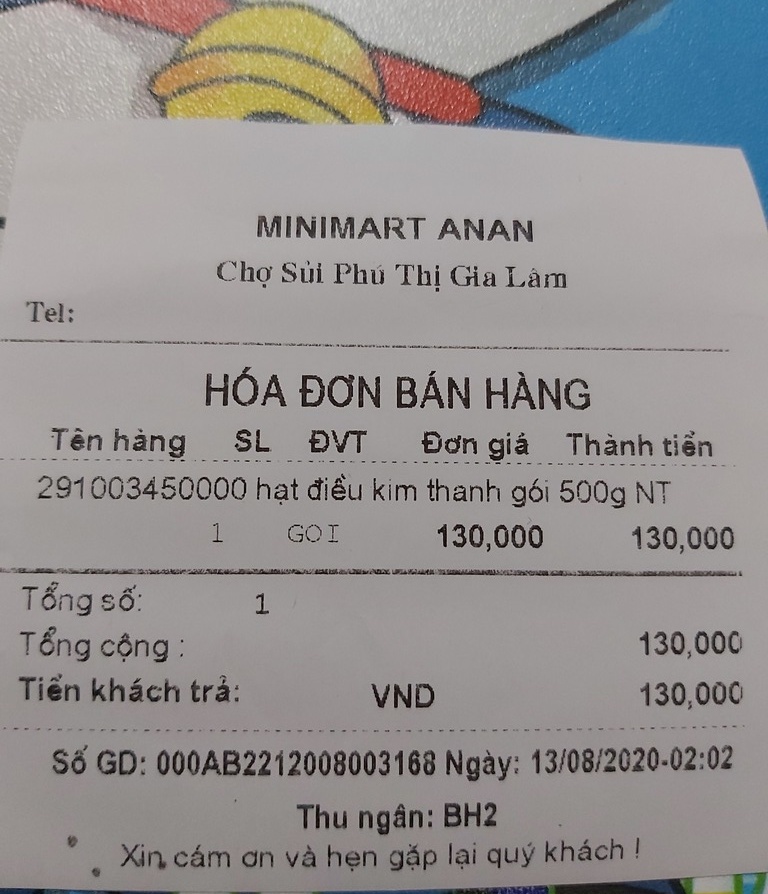 MINIMART ANAN
Chợ Sủi Phú Thị Gia Lâm
Tel:
HÓA ĐƠN BÁN HÀNG
Tên hàng SL ĐVT Đơn giá Thành tiền
291003450000 hạt điều kim thanh gói 500g NT
1 GOI 130,000 130,000
Tổng số: 1
Tổng cộng : 130,000
Tiền khách trả: VND 130,000
Số GD: 000AB2212008003168 Ngày: 13/08/2020-02:02
Thu ngân: BH2
Xin cám ơn và hẹn gặp lại quý khách !